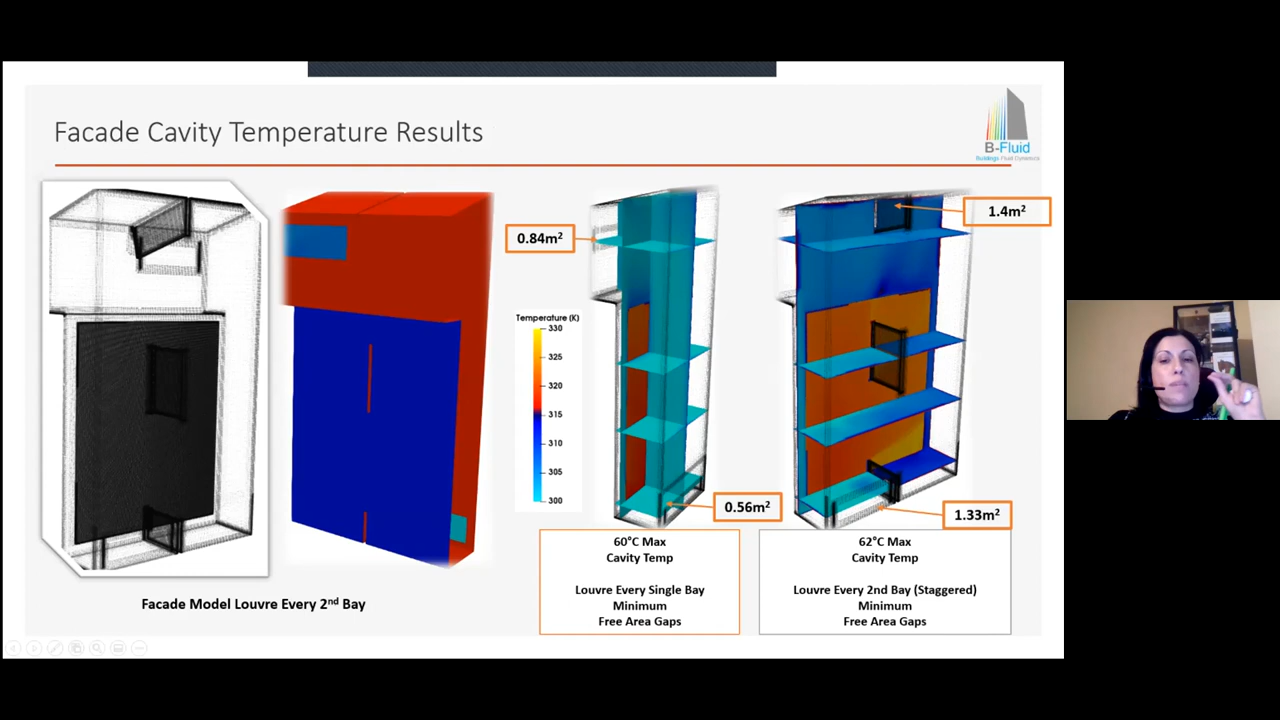 Facade Cavity Temperature Results
B-Fluid
Buildings Fluid Dynamics
0.84m²
1.4m²
Temperature (K)
330
325
320
315
310
305
300
0.56m²
1.33m²
60°C Max
Cavity Temp
Louvre Every Single Bay
Minimum
Free Area Gaps
62°C Max
Cavity Temp
Louvre Every 2nd Bay (Staggered)
Minimum
Free Area Gaps
Facade Model Louvre Every 2nd Bay